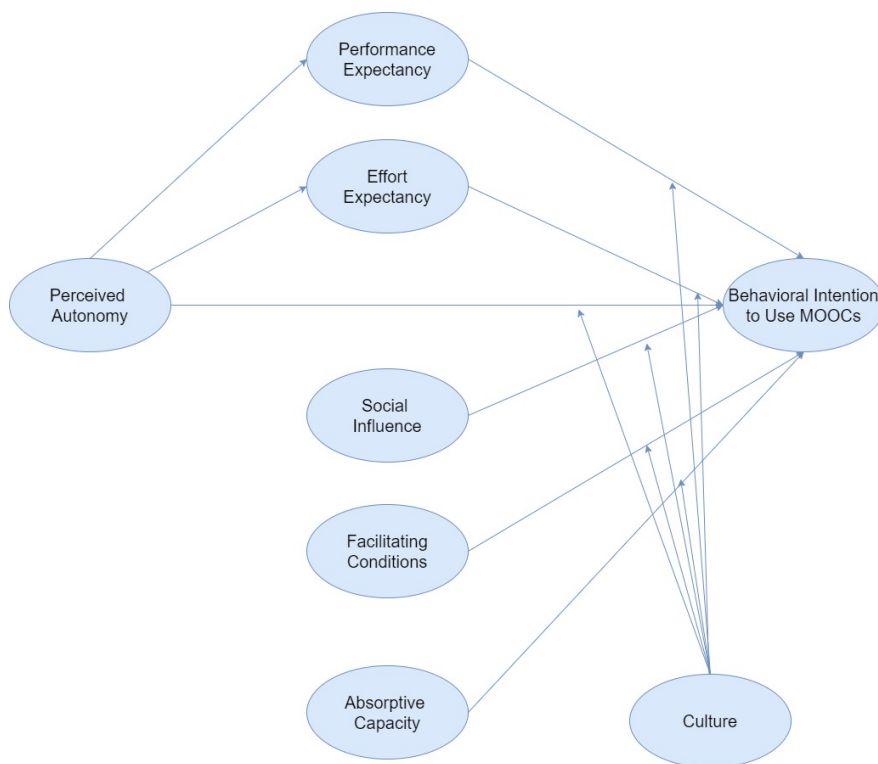 Performance
Expectancy
Effort
Expectancy
Perceived
Autonomy
Behavioral Intention
to Use MOOCs
Social
Influence
Facilitating
Conditions
Absorptive
Capacity
Culture